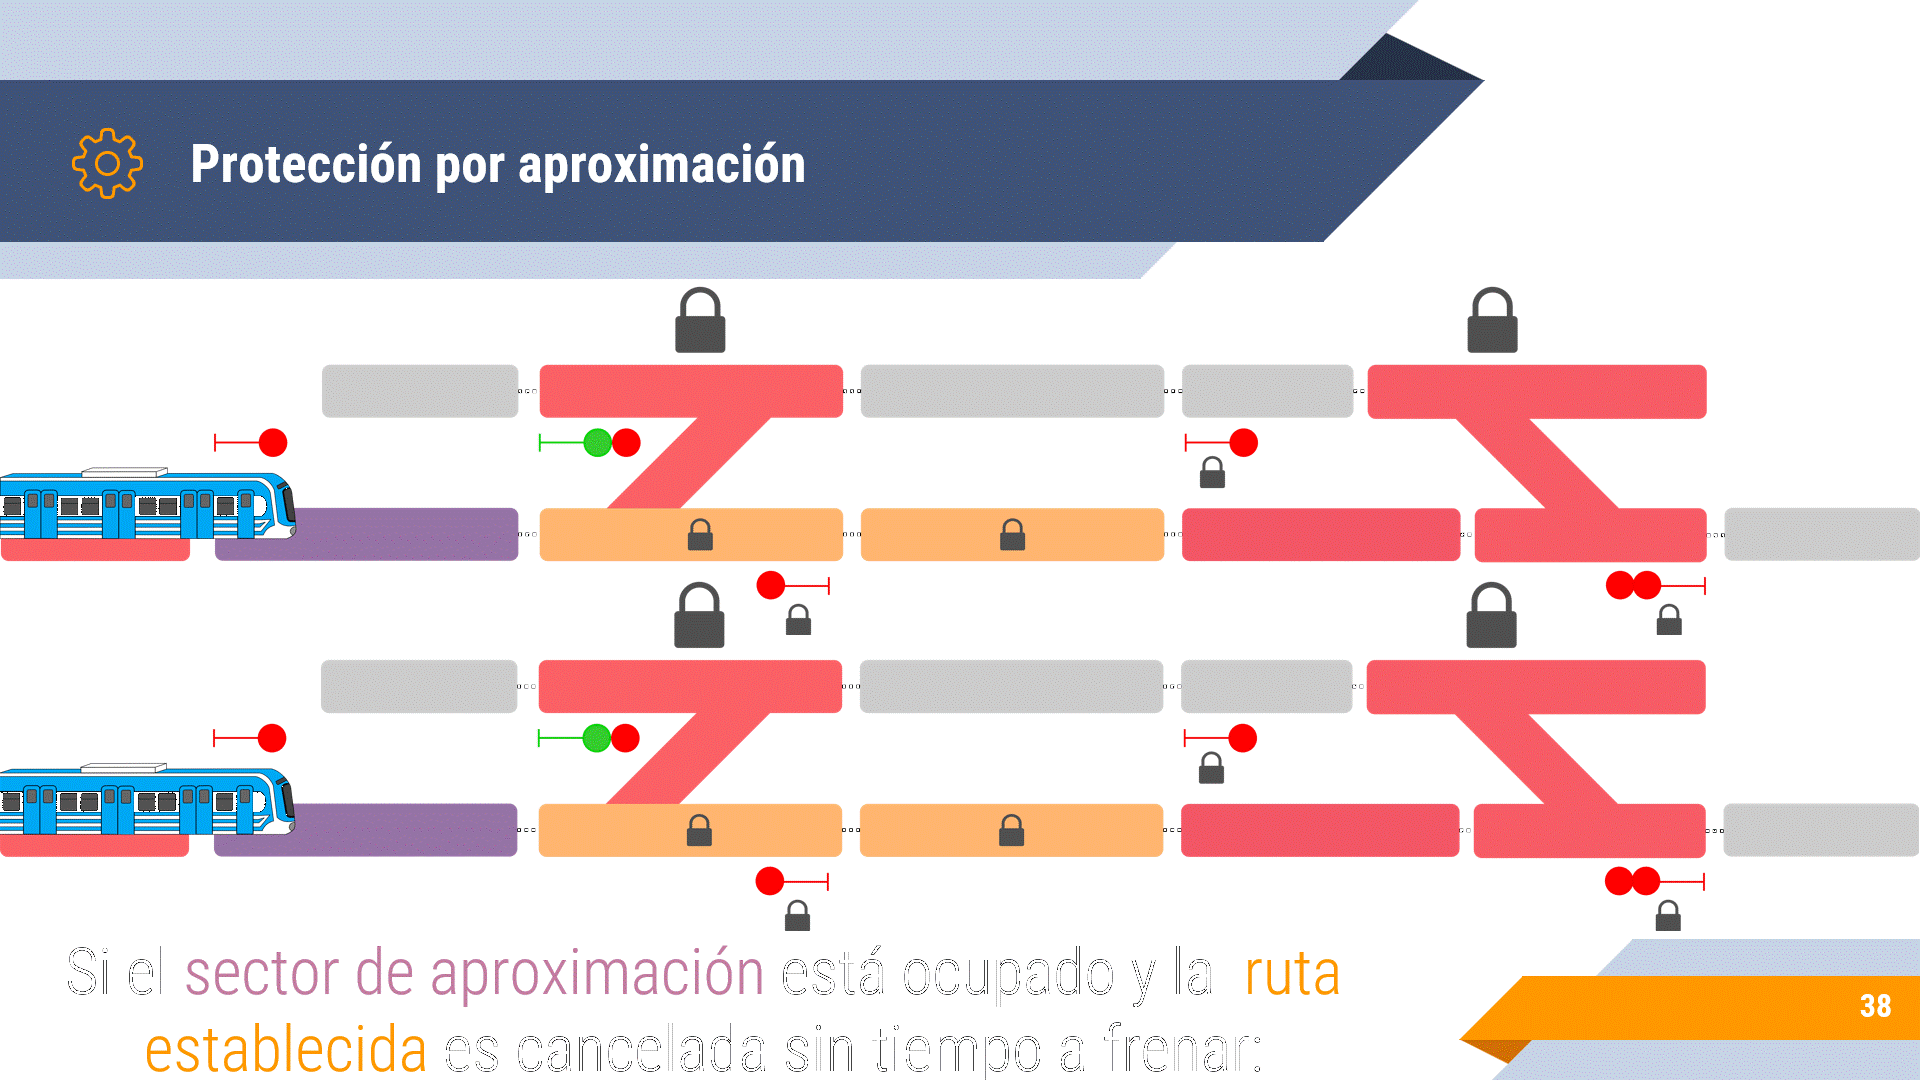 Protección por aproximación
Si el sector de aproximación está ocupado y la ruta
establecida es cancelada sin tiempo a frenar:
38